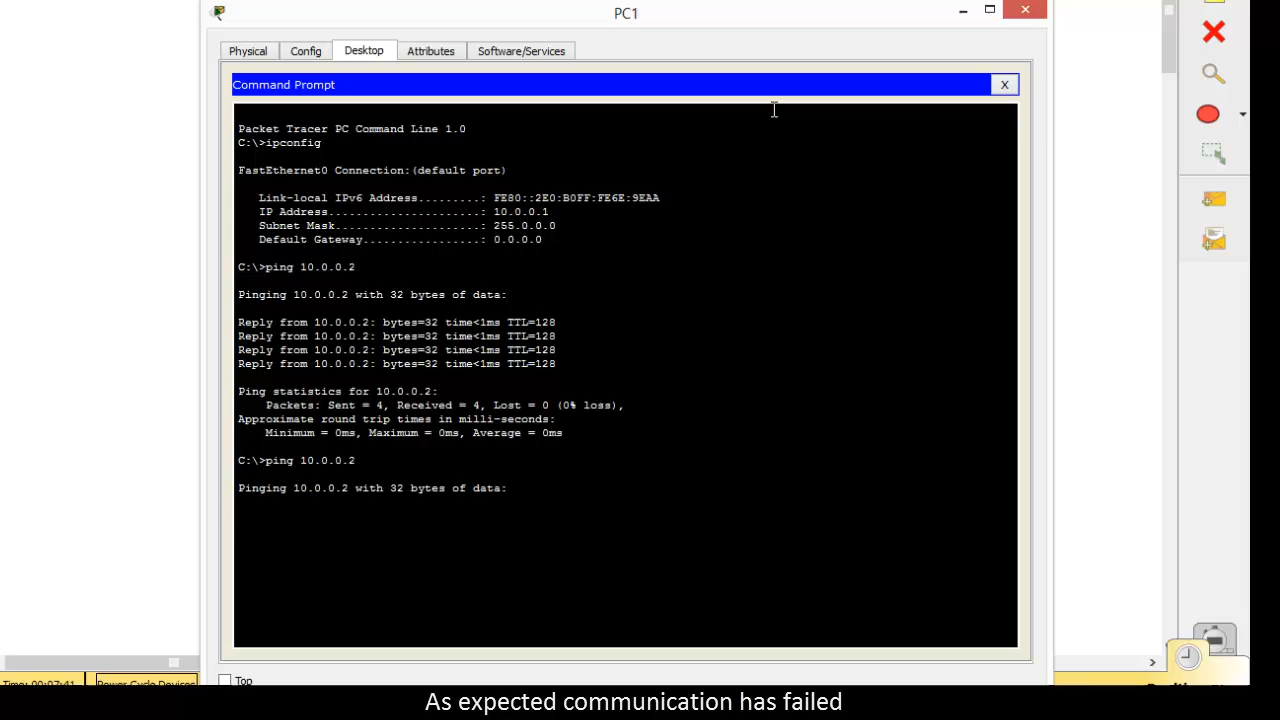 PC1
Physical Config Desktop Attributes Software/Services
Command Prompt X
Packet Tracer PC Command Line 1.0
C:\>ipconfig
FastEthernet0 Connection:(default port)
Link-local IPv6 Address.........: FE80::2E0:B0FF:FE6E:9EAA
IP Address......................: 10.0.0.1
Subnet Mask.....................: 255.0.0.0
Default Gateway.................: 0.0.0.0
C:\>ping 10.0.0.2
Pinging 10.0.0.2 with 32 bytes of data:
Reply from 10.0.0.2: bytes=32 time<1ms TTL=128
Reply from 10.0.0.2: bytes=32 time<1ms TTL=128
Reply from 10.0.0.2: bytes=32 time<1ms TTL=128
Reply from 10.0.0.2: bytes=32 time<1ms TTL=128
Ping statistics for 10.0.0.2:
Packets: Sent = 4, Received = 4, Lost = 0 (0% loss),
Approximate round trip times in milli-seconds:
Minimum = 0ms, Maximum = 0ms, Average = 0ms
C:\>ping 10.0.0.2
Pinging 10.0.0.2 with 32 bytes of data:
Top
Time: 00:07:41 Power Cycle Devices
As expected communication has failed